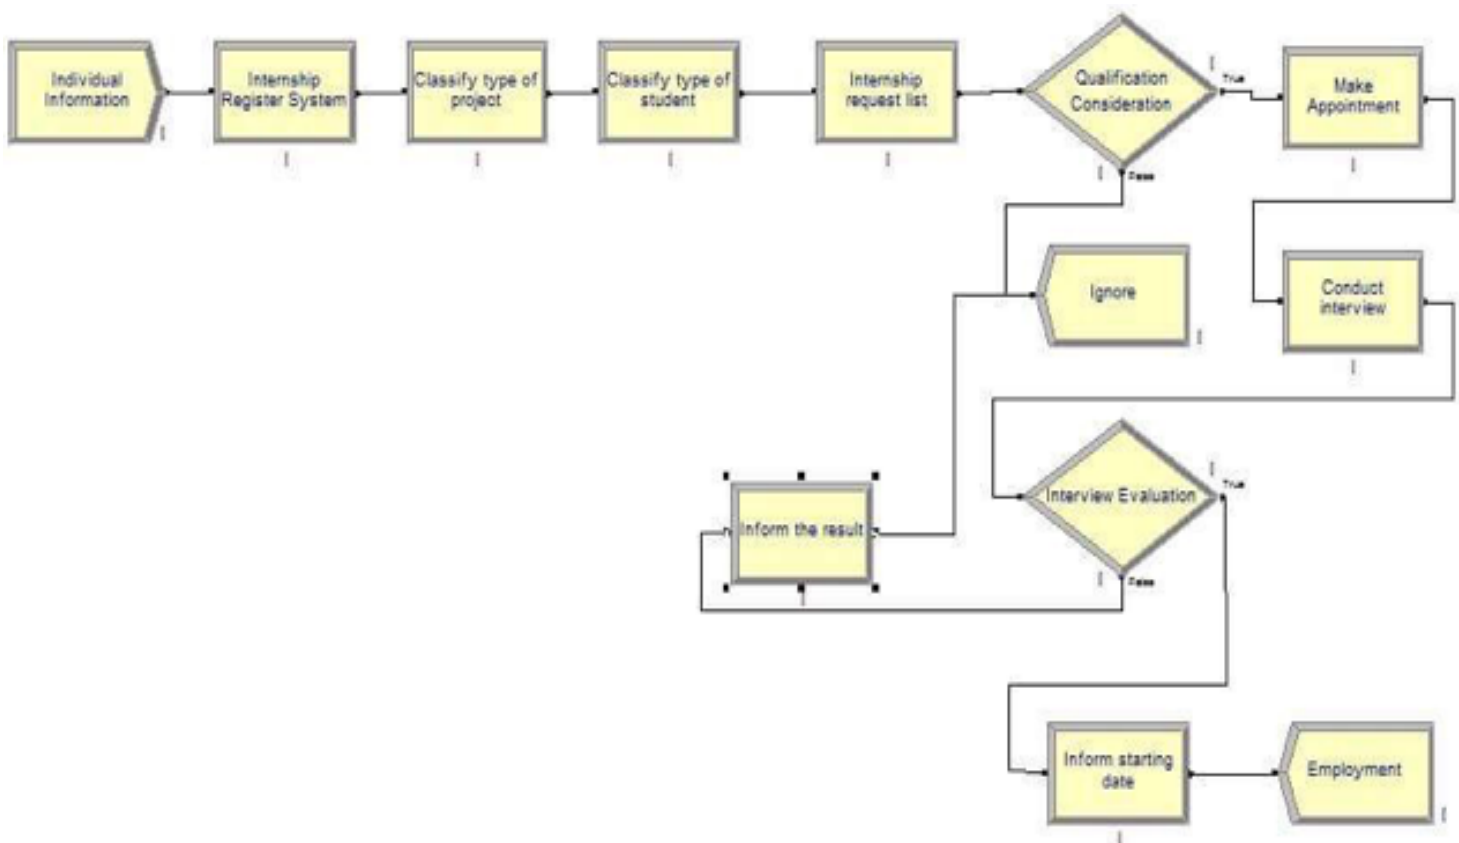 Individual
Information
Internship
Register System
Classify type of
project
Classify type of
student
Internship
request list
Qualification
Consideration
True
False
Make
Appointment
Ignore
Conduct
interview
Inform the result
Interview Evaluation
True
False
Inform starting
date
Employment